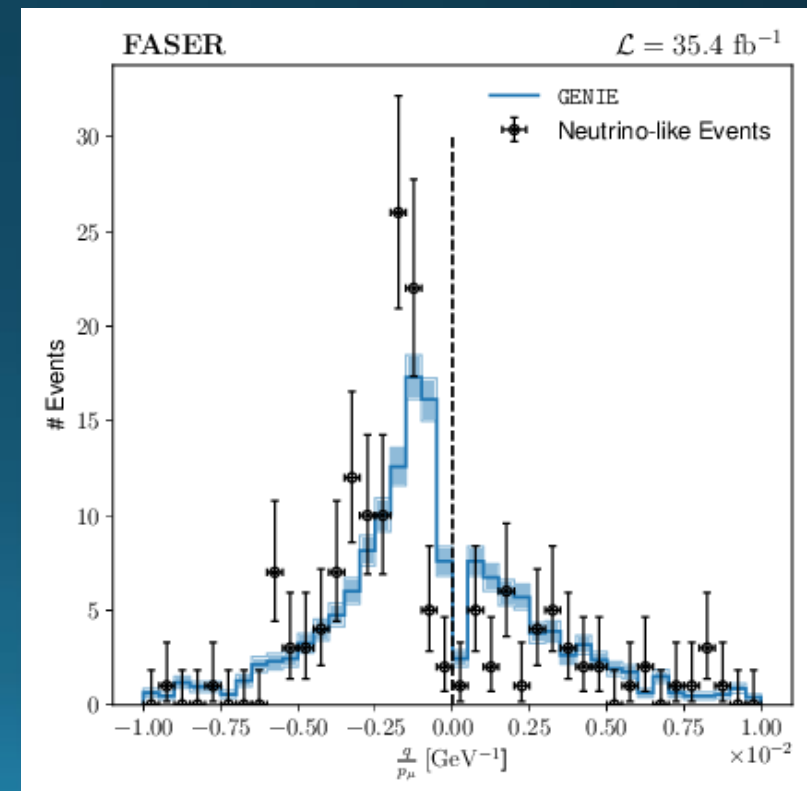 FASER
ℒ = 35.4 fb⁻¹
GENIE
Neutrino-like Events
30
25
20
15
10
5
0
# Events
−1.00 −0.75 −0.50 −0.25 0.00 0.25 0.50 0.75 1.00
×10⁻²
q/pμ [GeV⁻¹]